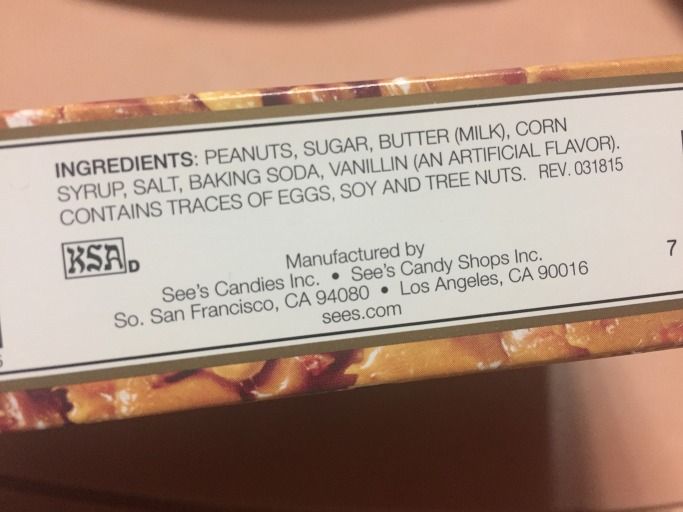 INGREDIENTS: PEANUTS, SUGAR, BUTTER (MILK), CORN
SYRUP, SALT, BAKING SODA, VANILLIN (AN ARTIFICIAL FLAVOR).
CONTAINS TRACES OF EGGS, SOY AND TREE NUTS. REV. 031815
KSA D
Manufactured by
See's Candies Inc. • See's Candy Shops Inc.
So. San Francisco, CA 94080 • Los Angeles, CA 90016
sees.com
7